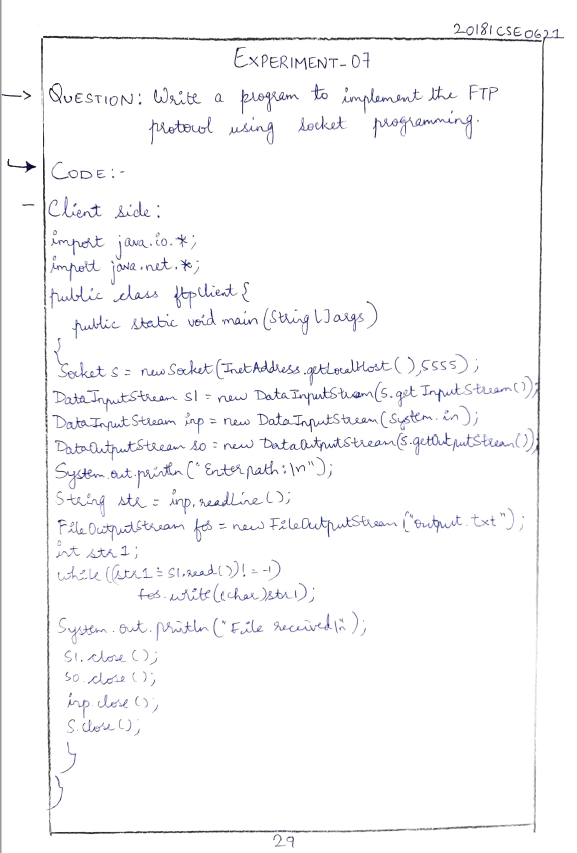 20181CSE0621
EXPERIMENT-07
→ QUESTION: Write a program to implement the FTP
protocol using socket programming.
↳ CODE:-
- Client side:
import java.io.*;
import java.net.*;
public class ftpClient {
public static void main (String []args)
{
Socket S = new Socket (InetAddress.getLocalHost( ),5555);
DataInputStream S1 = new DataInputStream(S.getInputStream());
DataInputStream inp = new DataInputStream(System.in);
DataOutputStream so = new DataOutputStream(S.getOutputStream());
System.out.println ("Enter path:\n");
String str = inp.readLine();
FileOutputStream fos = new FileOutputStream ("output.txt");
int str1;
while ((str1 = S1.read())! = -1)
fos.write((char)str1);
System.out.println ("File received\n");
S1.close ();
so.close ();
inp.close ();
S.close();
}
}
29